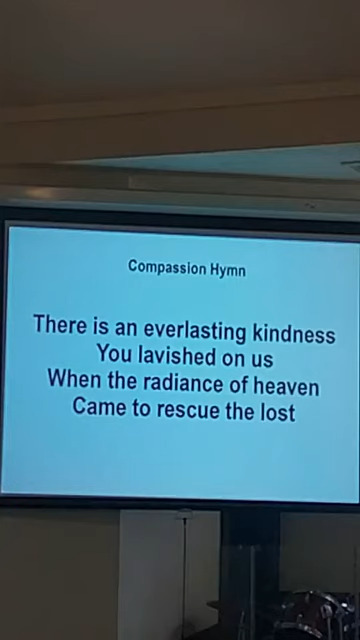 Compassion Hymn
There is an everlasting kindness
You lavished on us
When the radiance of heaven
Came to rescue the lost